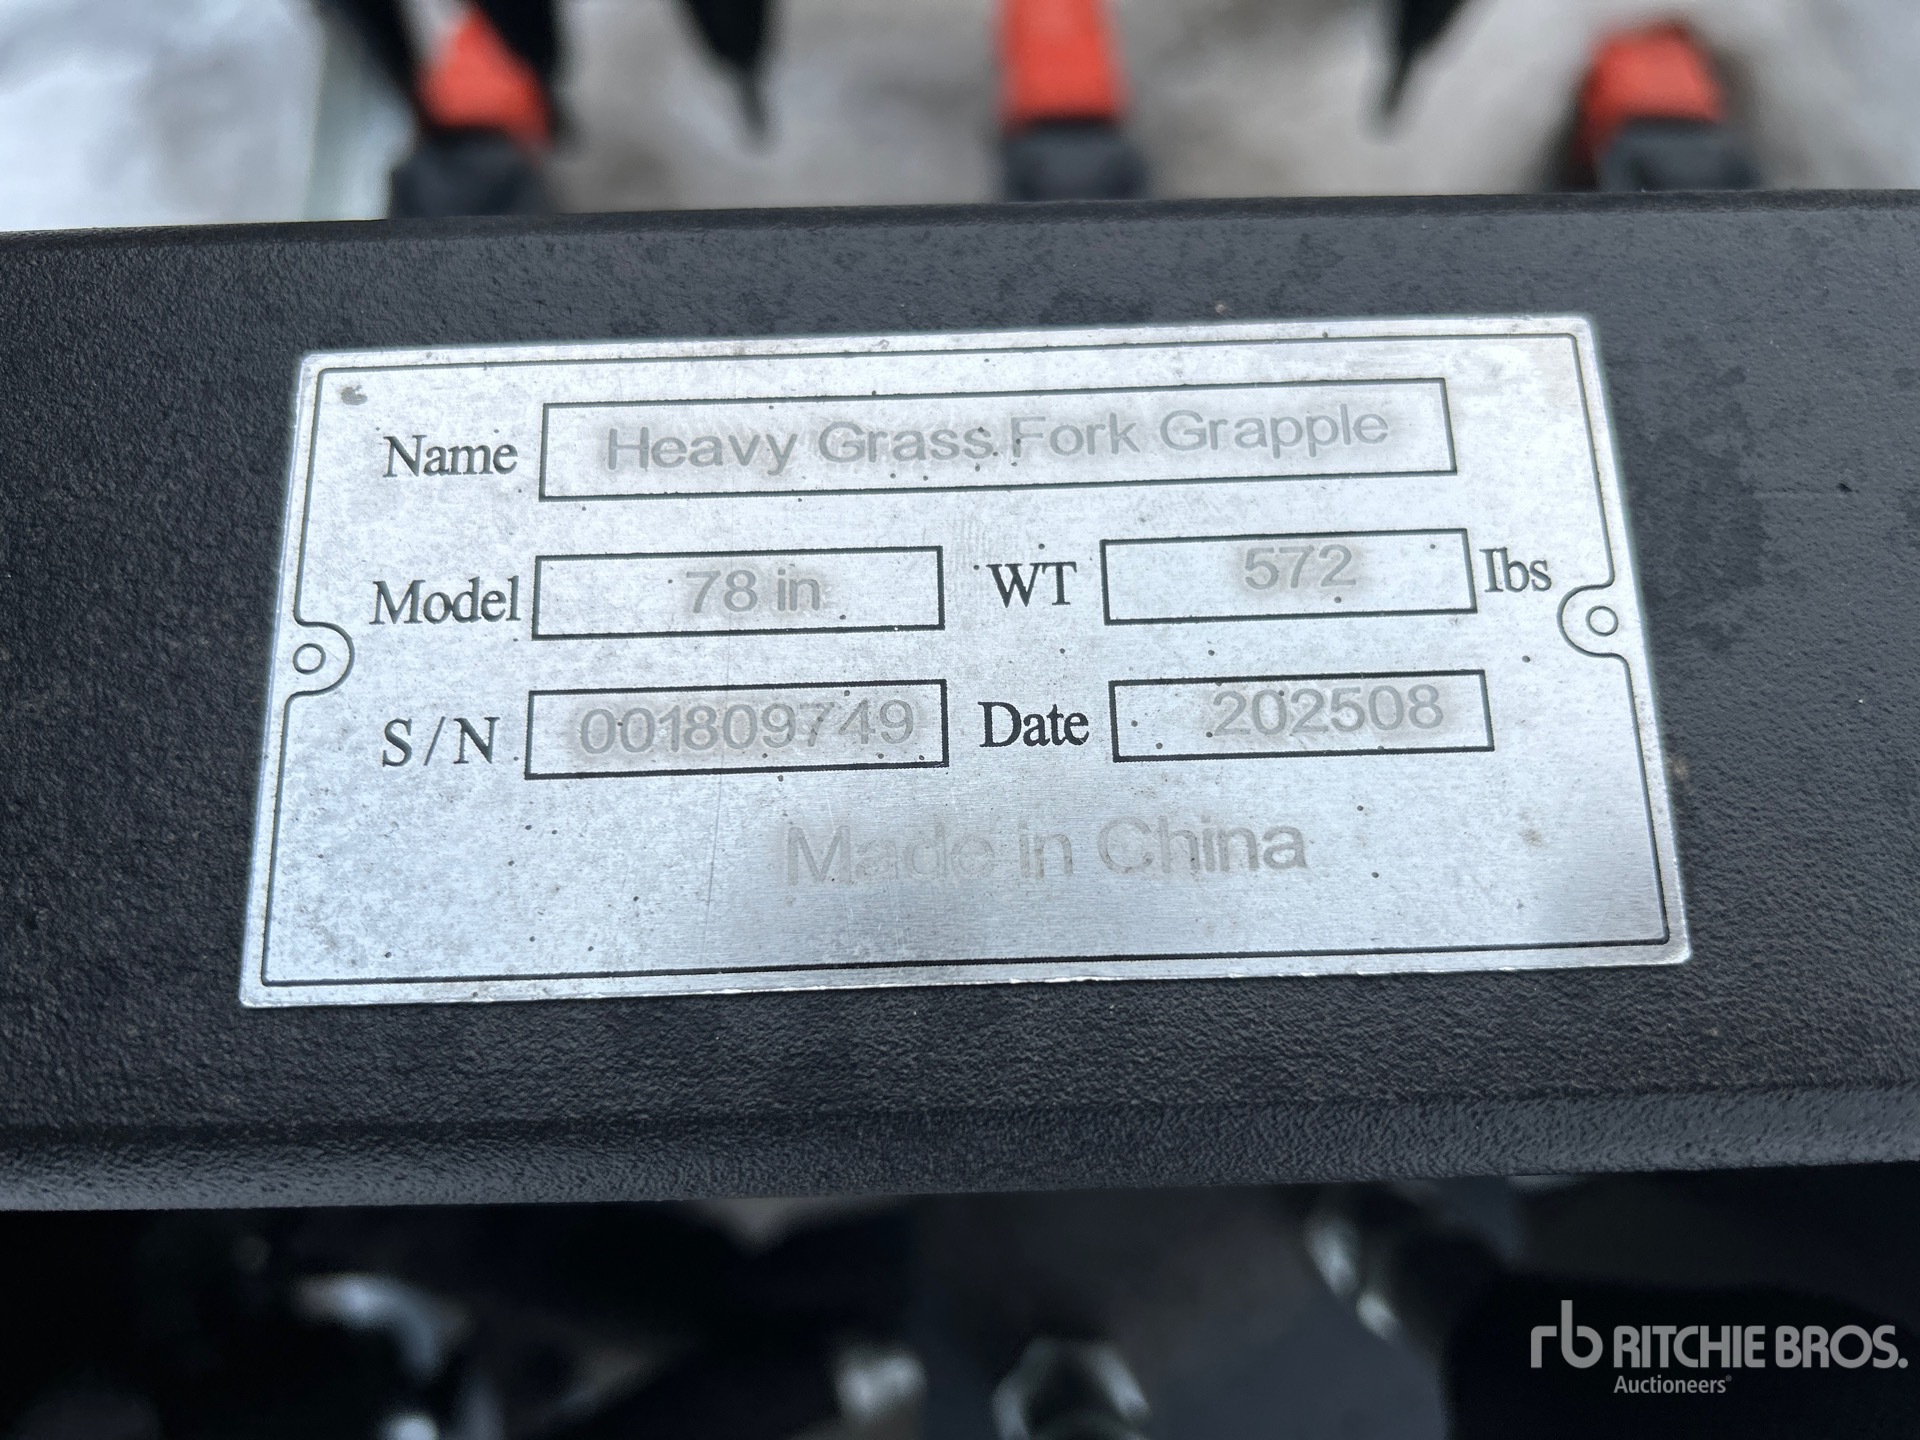 Name Heavy Grass Fork Grapple
Model 78 in WT 572 lbs
S/N 001809749 Date 202508
Made in China
rb RITCHIE BROS.
Auctioneers®